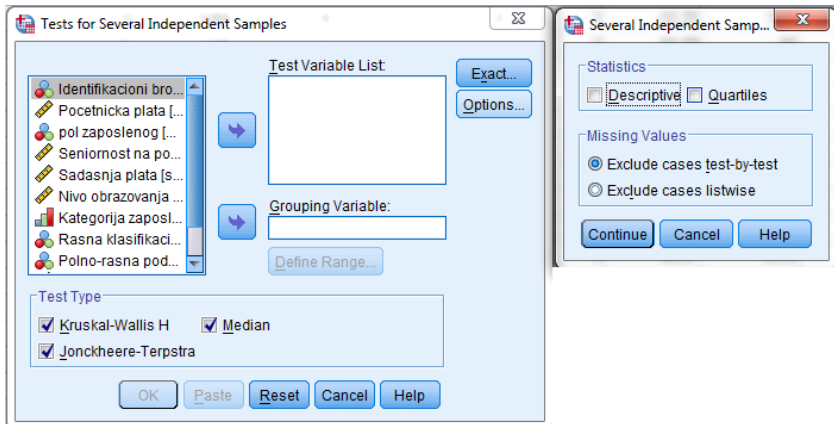 Tests for Several Independent Samples
Identifikacioni bro...
Pocetnicka plata [...
pol zaposlenog [...
Seniornost na po...
Sadasnja plata [s...
Nivo obrazovanja ...
Kategorija zaposl...
Rasna klasifikaci...
Polno-rasna pod...
Test Variable List:
Exact...
Options...
Grouping Variable:
Define Range...
Test Type
Kruskal-Wallis H Median
Jonckheere-Terpstra
OK Paste Reset Cancel Help
Several Independent Samp...
Statistics
Descriptive Quartiles
Missing Values
Exclude cases test-by-test
Exclude cases listwise
Continue Cancel Help